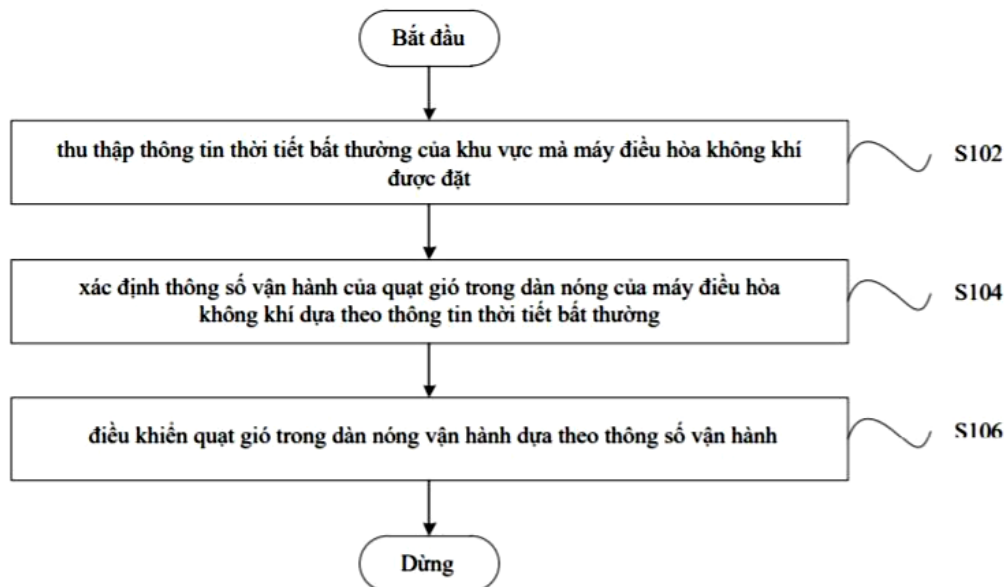 Bắt đầu
thu thập thông tin thời tiết bất thường của khu vực mà máy điều hòa không khí
được đặt
S102
xác định thông số vận hành của quạt gió trong dàn nóng của máy điều hòa
không khí dựa theo thông tin thời tiết bất thường
S104
điều khiển quạt gió trong dàn nóng vận hành dựa theo thông số vận hành
S106
Dừng